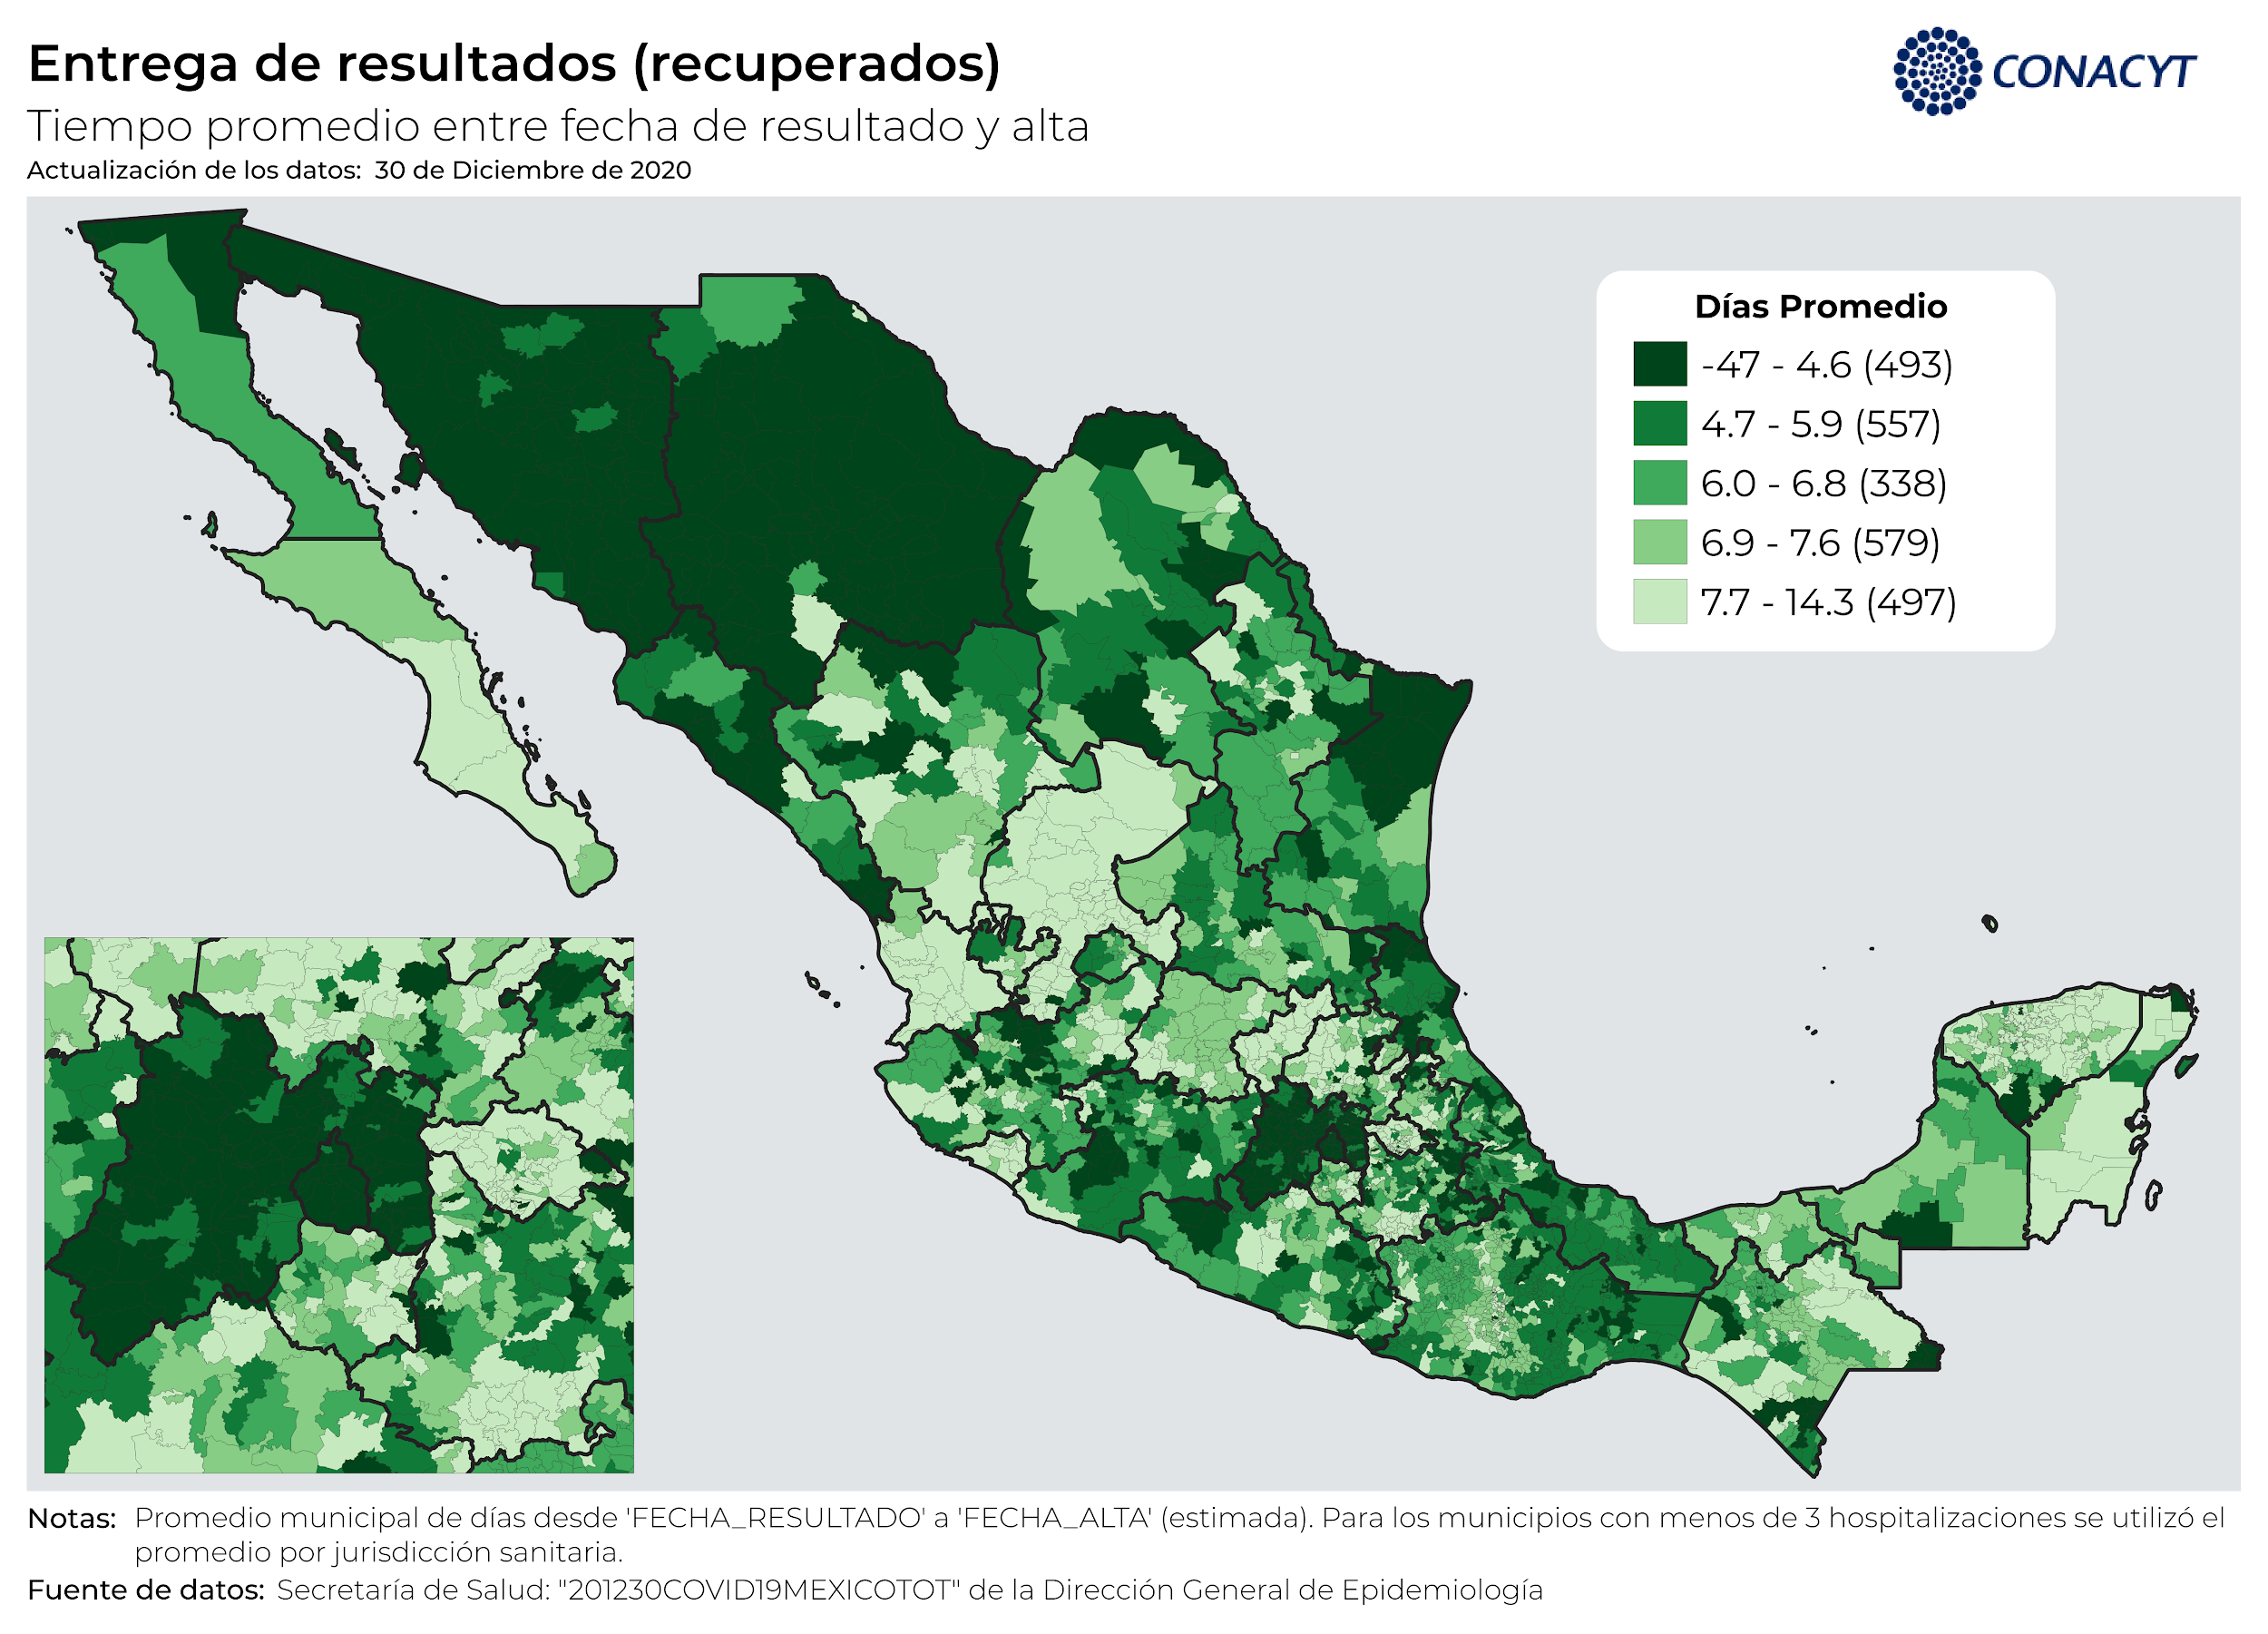 Entrega de resultados (recuperados)
CONACYT
Tiempo promedio entre fecha de resultado y alta
Actualización de los datos: 30 de Diciembre de 2020
Días Promedio
-47 - 4.6 (493)
4.7 - 5.9 (557)
6.0 - 6.8 (338)
6.9 - 7.6 (579)
7.7 - 14.3 (497)
Notas: Promedio municipal de días desde 'FECHA_RESULTADO' a 'FECHA_ALTA' (estimada). Para los municipios con menos de 3 hospitalizaciones se utilizó el
promedio por jurisdicción sanitaria.
Fuente de datos: Secretaría de Salud: "201230COVID19MEXICOTOT" de la Dirección General de Epidemiología